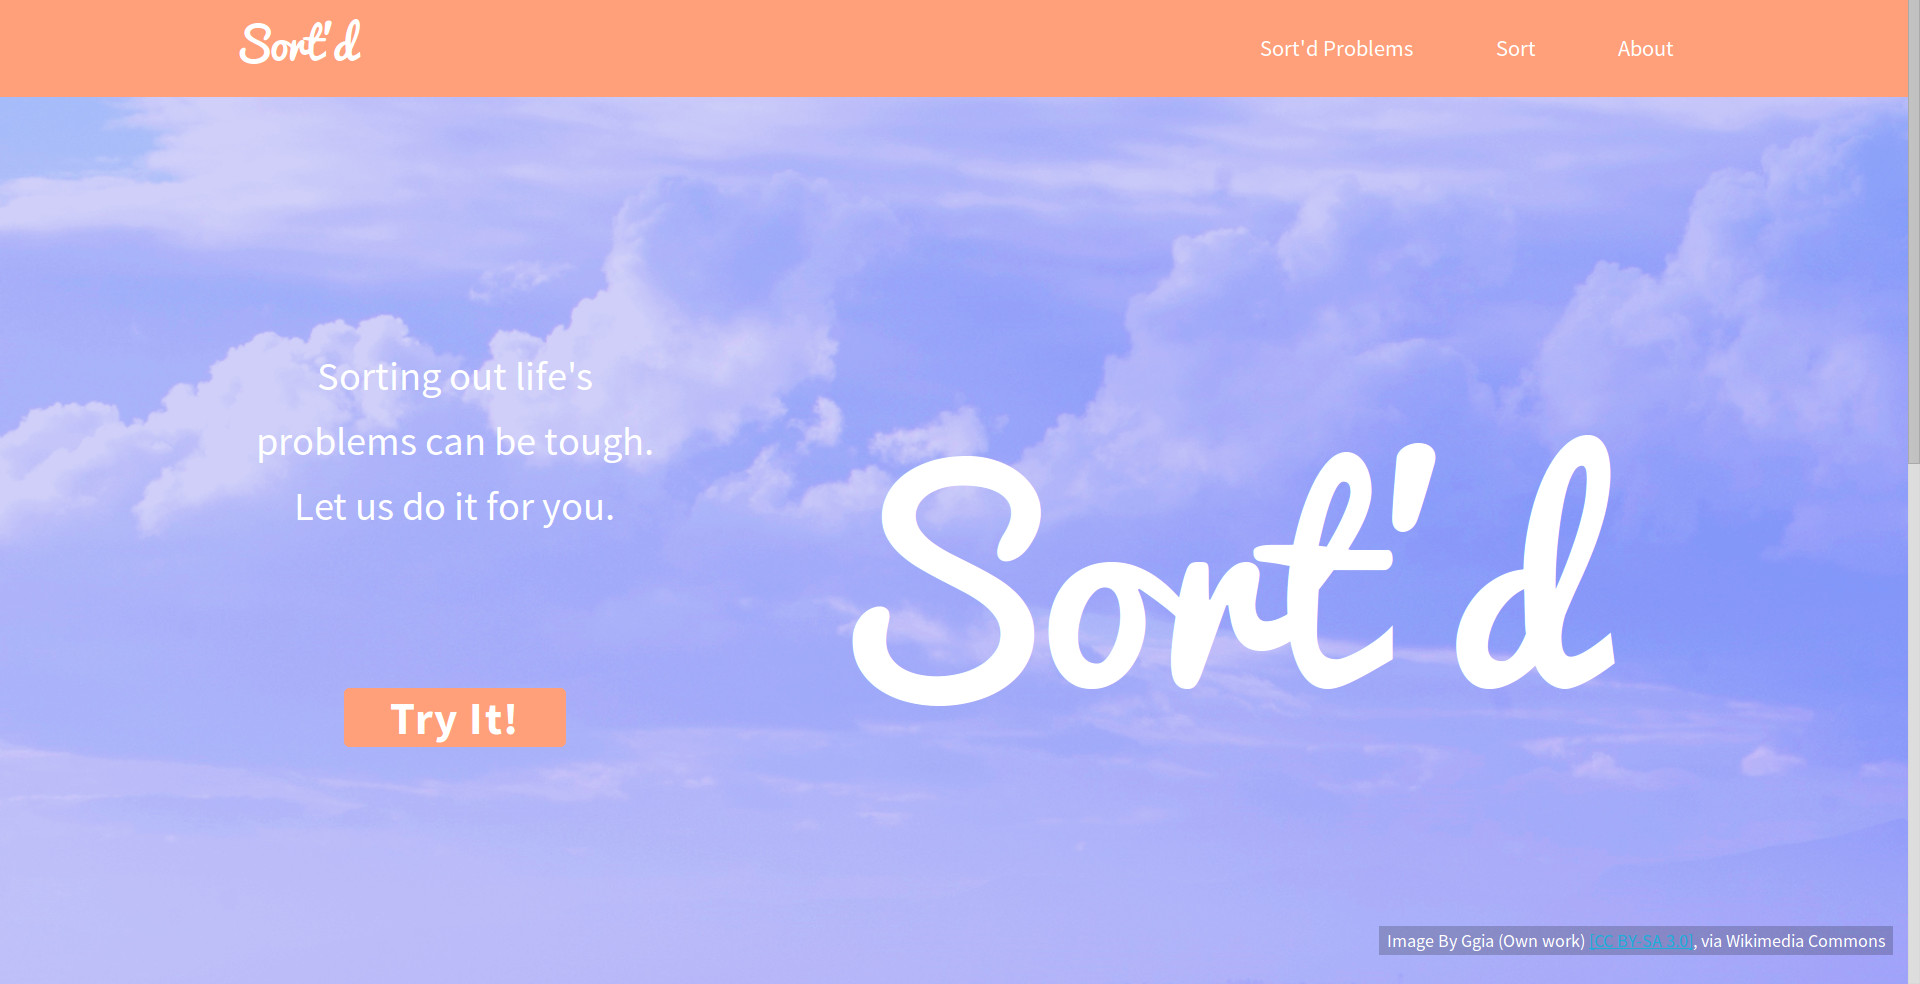 Sort'd
Sort'd Problems
Sort
About
Sorting out life's
problems can be tough.
Let us do it for you.
Sort'd
Try It!
Image By Ggia (Own work) [CC BY-SA 3.0], via Wikimedia Commons